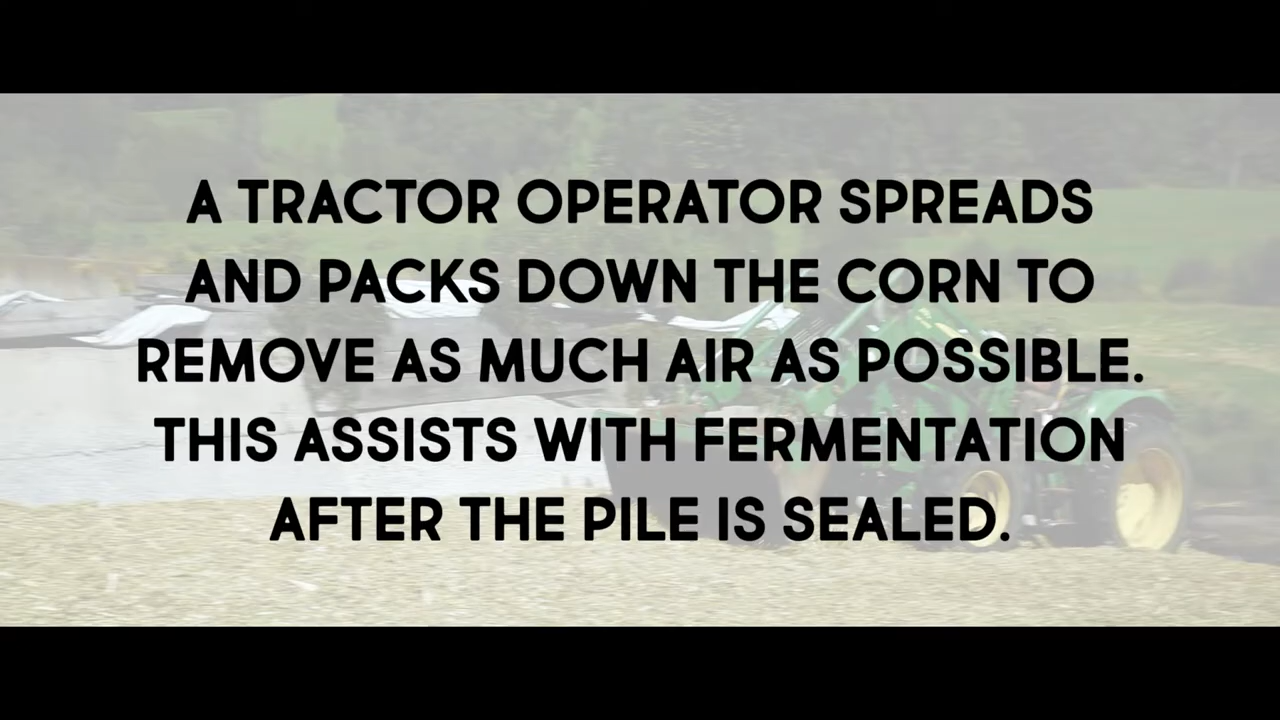 A TRACTOR OPERATOR SPREADS
AND PACKS DOWN THE CORN TO
REMOVE AS MUCH AIR AS POSSIBLE.
THIS ASSISTS WITH FERMENTATION
AFTER THE PILE IS SEALED.